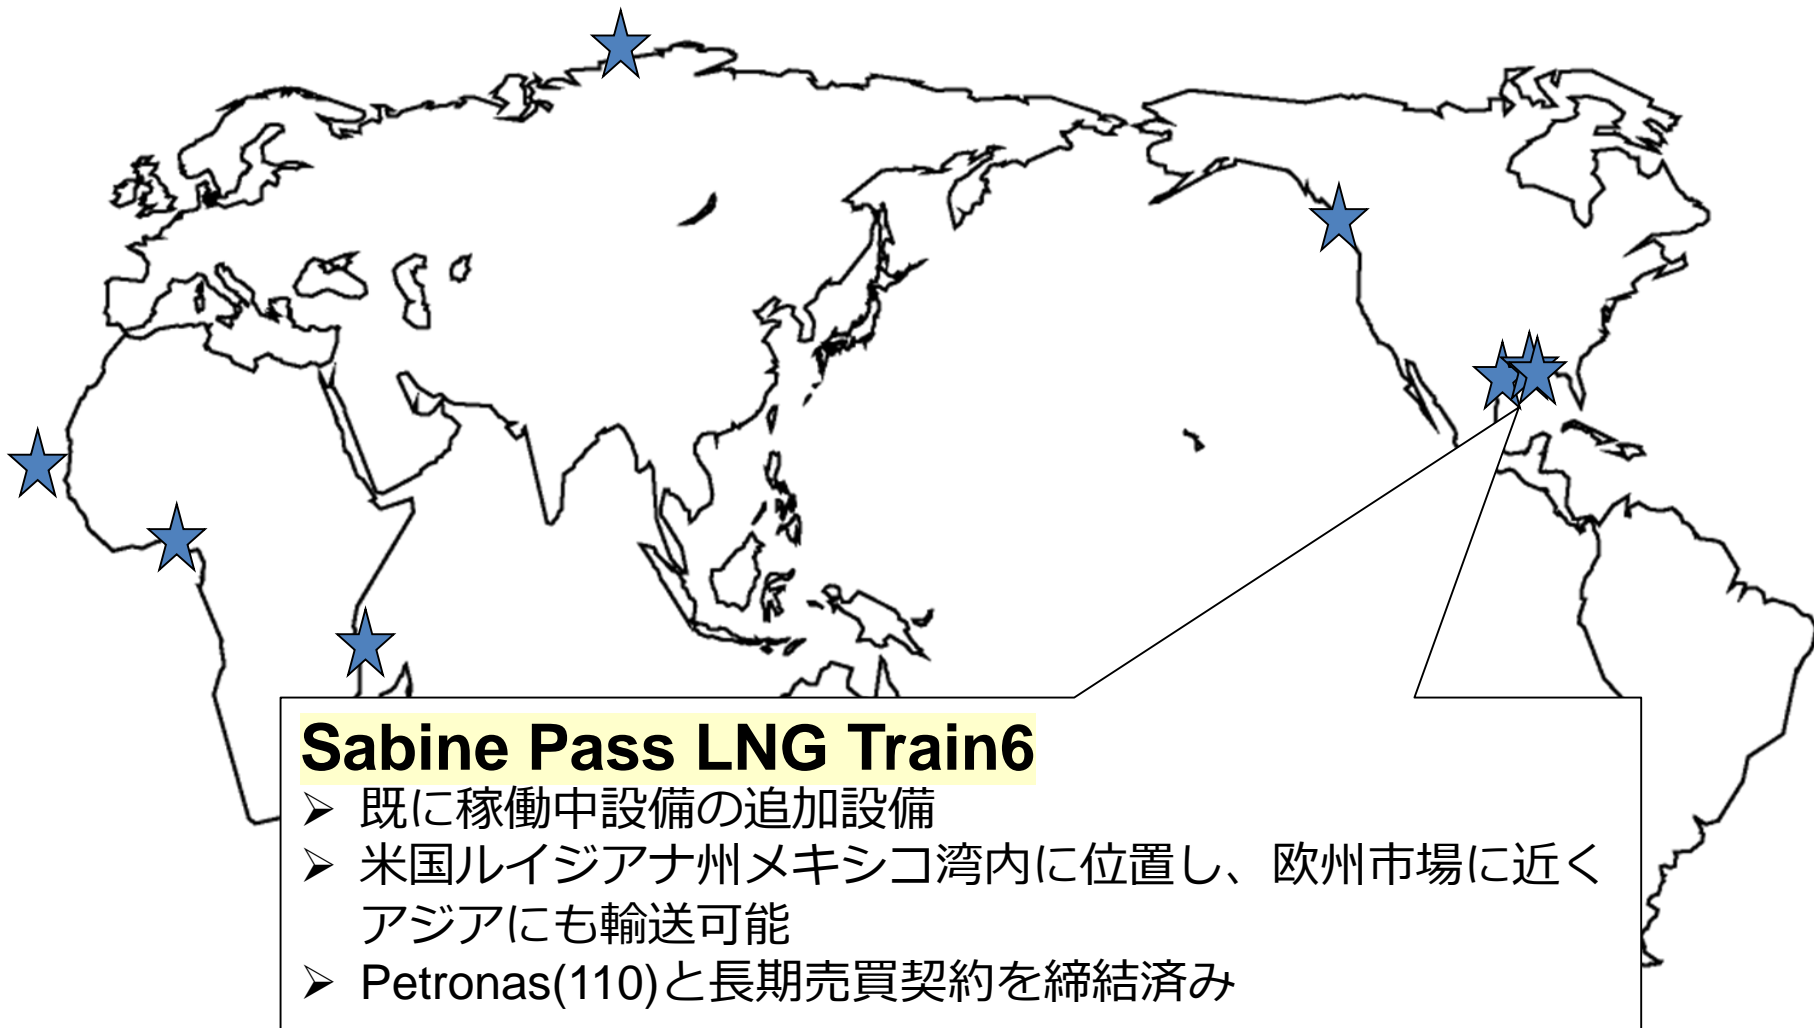 Sabine Pass LNG Train6
➢ 既に稼働中設備の追加設備
➢ 米国ルイジアナ州メキシコ湾内に位置し、欧州市場に近く
アジアにも輸送可能
➢ Petronas(110)と長期売買契約を締結済み